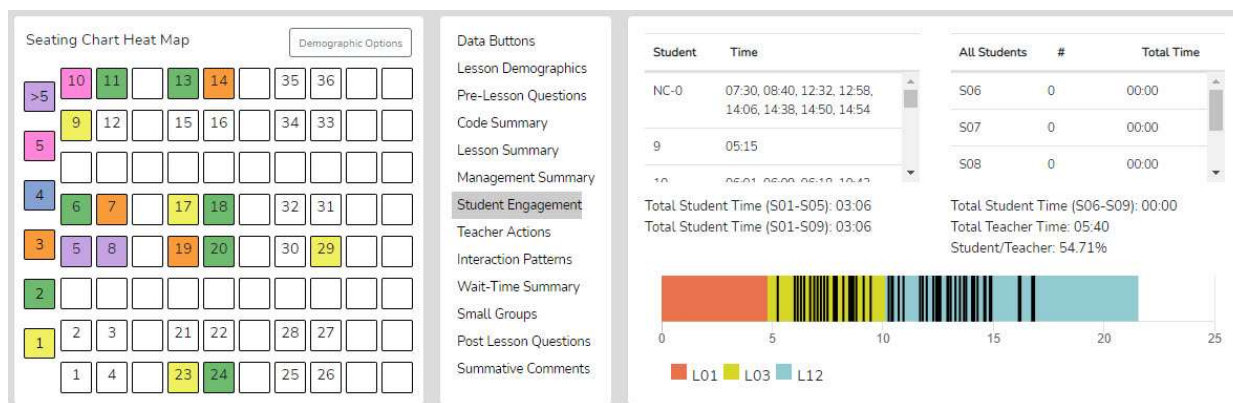 Seating Chart Heat Map
Demographic Options
>5
5
4
3
2
1
10 11 13 14 35 36
9 12 15 16 34 33
6 7 17 18 32 31
5 8 19 20 30 29
2 3 21 22 28 27
1 4 23 24 25 26
Data Buttons
Lesson Demographics
Pre-Lesson Questions
Code Summary
Lesson Summary
Management Summary
Student Engagement
Teacher Actions
Interaction Patterns
Wait-Time Summary
Small Groups
Post Lesson Questions
Summative Comments
Student Time
NC-0 07:30, 08:40, 12:32, 12:58,
14:06, 14:38, 14:50, 14:54
9 05:15
All Students # Total Time
S06 0 00:00
S07 0 00:00
S08 0 00:00
Total Student Time (S01-S05): 03:06
Total Student Time (S01-S09): 03:06
Total Student Time (S06-S09): 00:00
Total Teacher Time: 05:40
Student/Teacher: 54.71%
0 5 10 15 20 25
L01 L03 L12